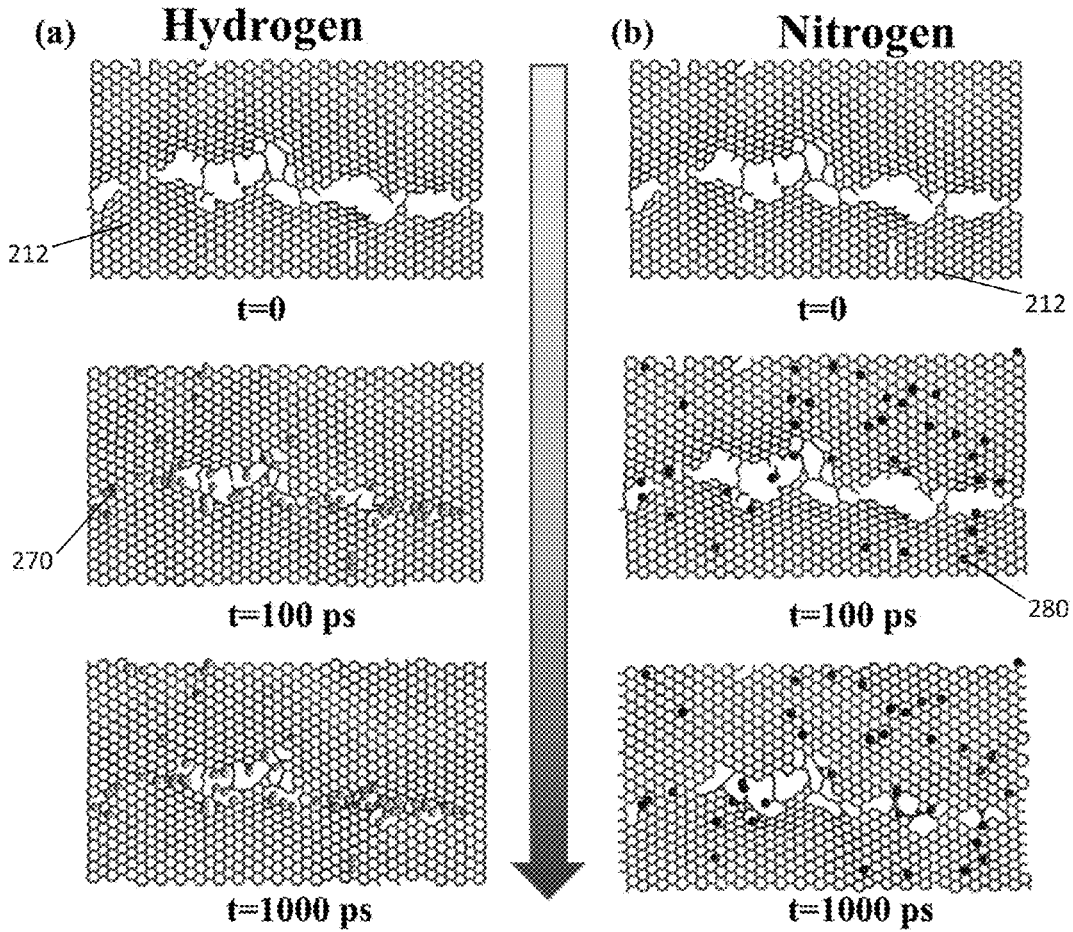 (a) Hydrogen
212
t=0
270
t=100 ps
t=1000 ps
(b) Nitrogen
212
t=0
280
t=100 ps
t=1000 ps